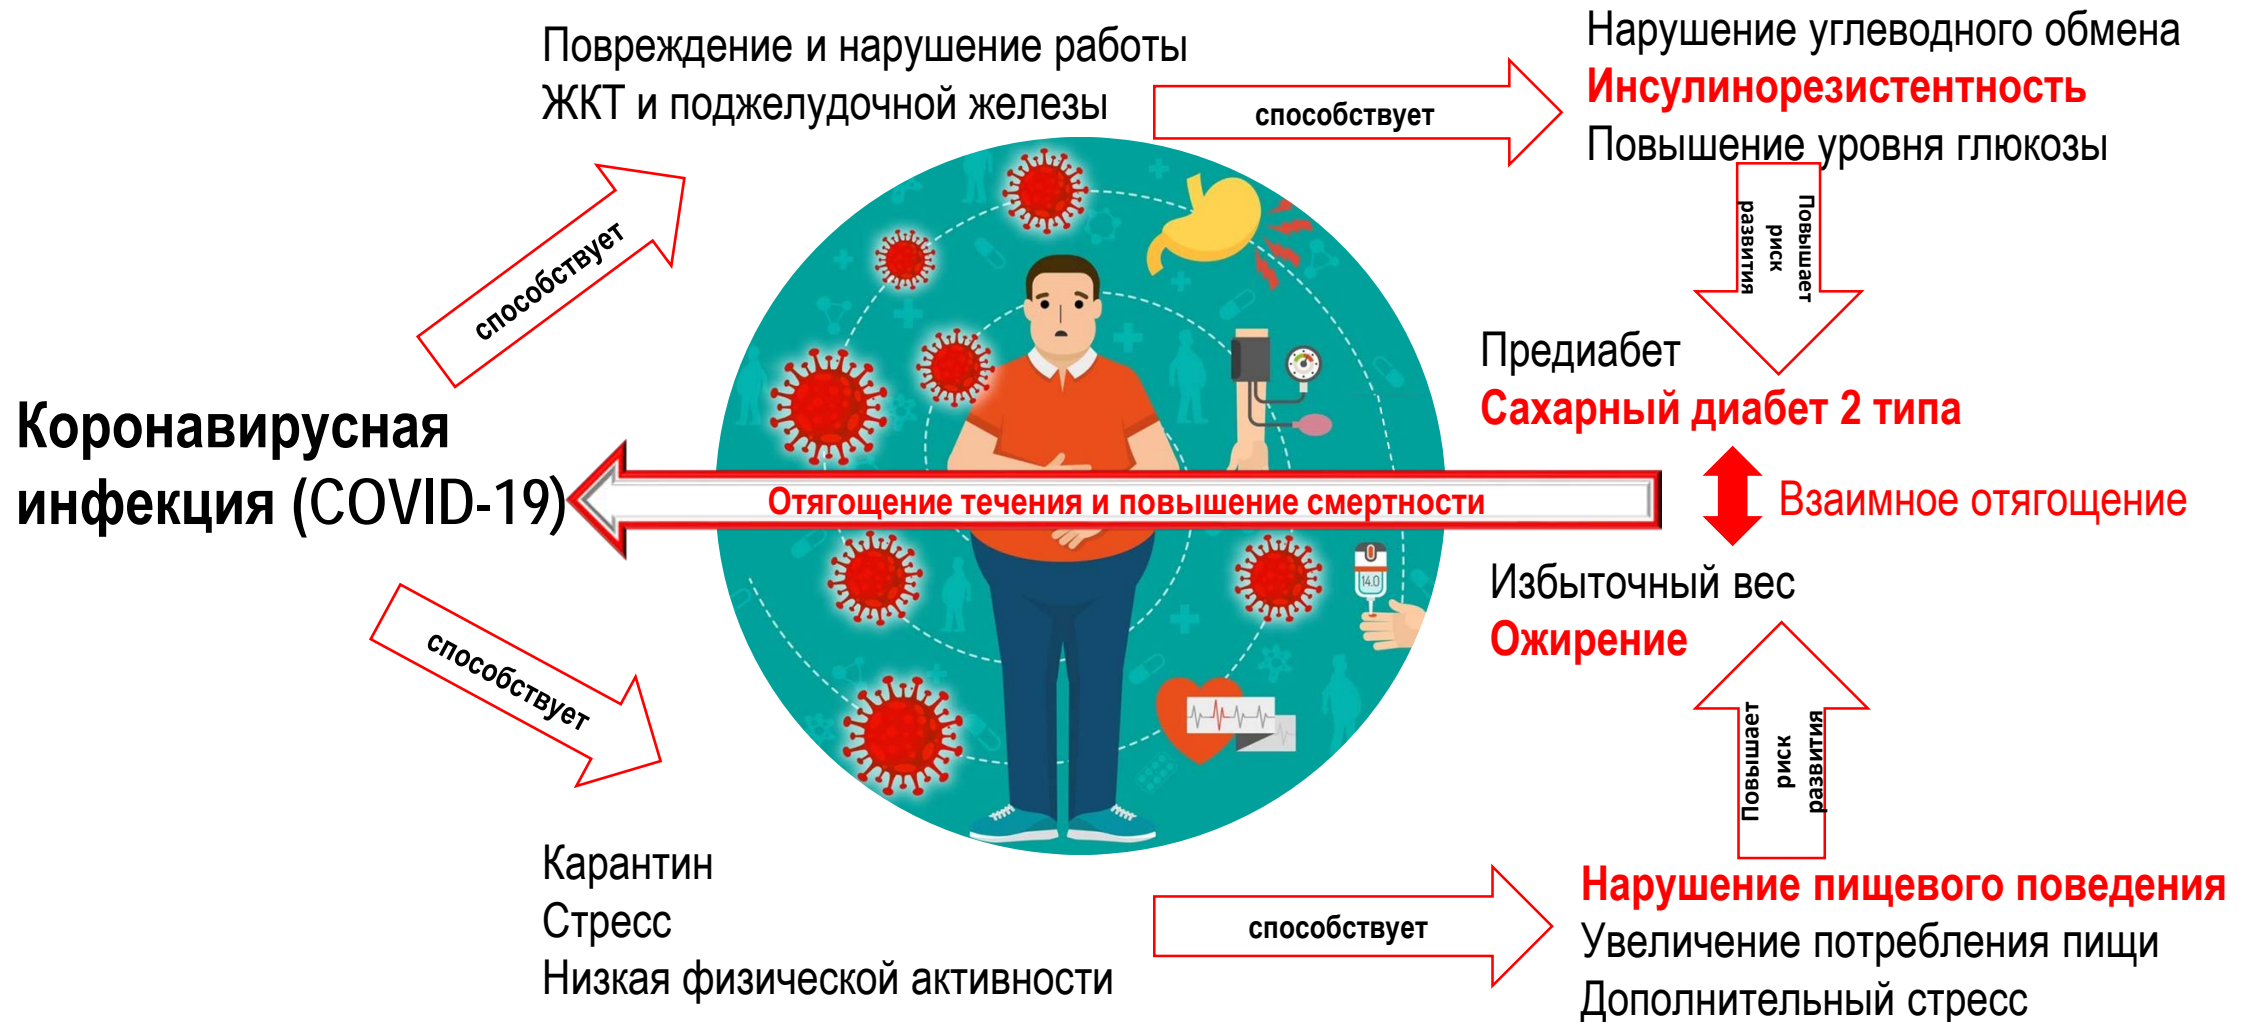 Повреждение и нарушение работы
ЖКТ и поджелудочной железы
способствует
Нарушение углеводного обмена
Инсулинорезистентность
Повышение уровня глюкозы
способствует
Повышает
риск
развития
Предиабет
Сахарный диабет 2 типа
Коронавирусная
инфекция (COVID-19)
Отягощение течения и повышение смертности
Взаимное отягощение
14.0
Избыточный вес
Ожирение
способствует
Повышает
риск
развития
Карантин
Стресс
Низкая физической активности
способствует
Нарушение пищевого поведения
Увеличение потребления пищи
Дополнительный стресс